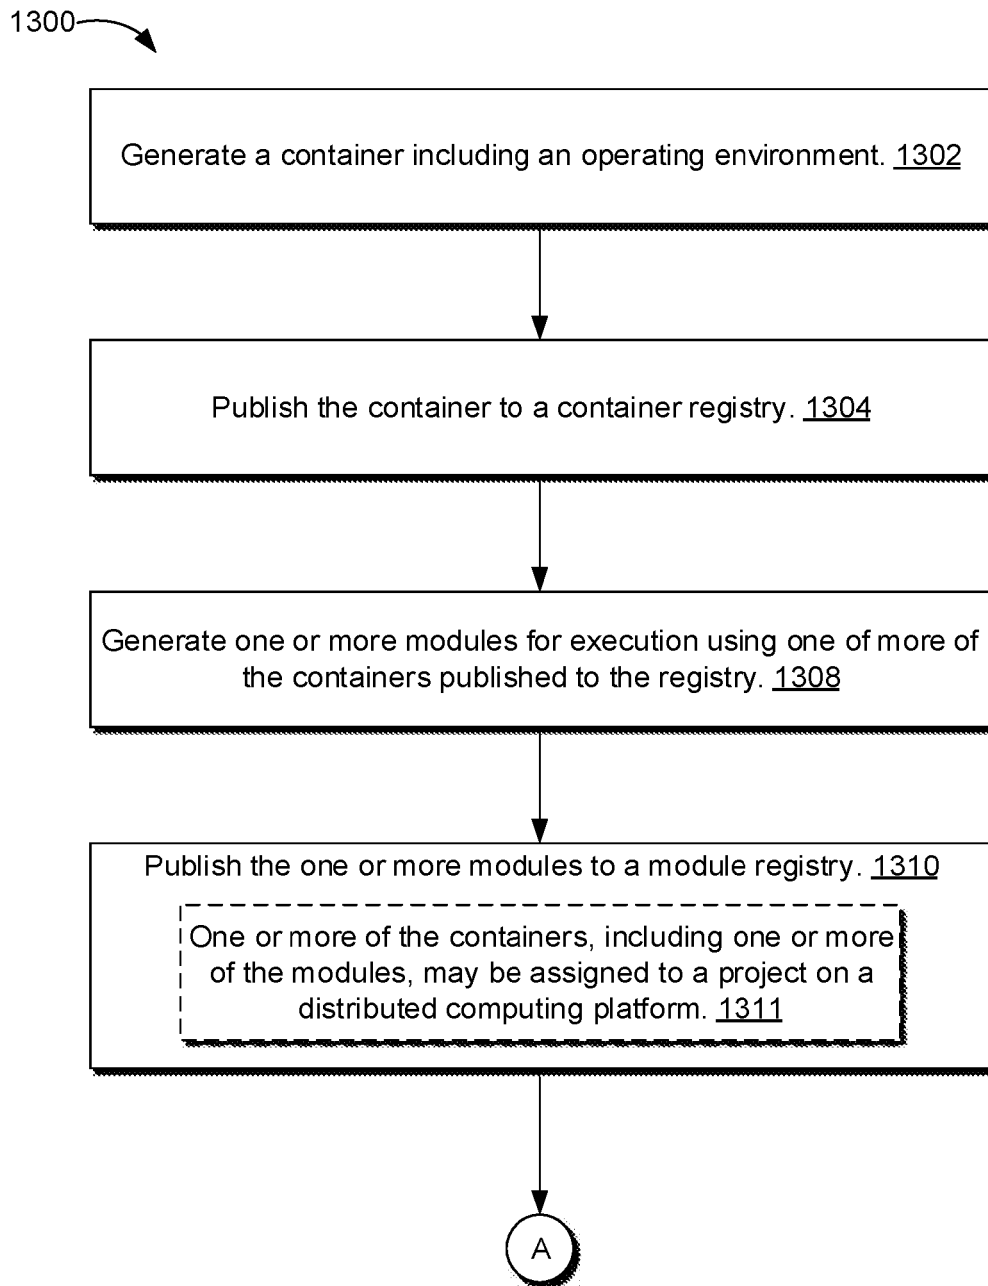 1300
Generate a container including an operating environment. 1302
Publish the container to a container registry. 1304
Generate one or more modules for execution using one of more of
the containers published to the registry. 1308
Publish the one or more modules to a module registry. 1310
One or more of the containers, including one or more
of the modules, may be assigned to a project on a
distributed computing platform. 1311
A